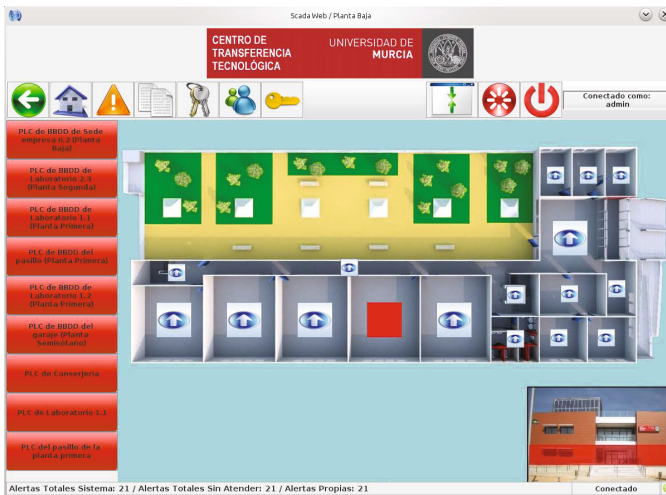 Scada Web / Planta Baja
CENTRO DE
TRANSFERENCIA
TECNOLÓGICA
UNIVERSIDAD DE
MURCIA
Conectado como:
admin
PLC de BBDD de Sede
empresa 0.2 (Planta
Baja)
PLC de BBDD de
Laboratorio 2.3
(Planta Segunda)
PLC de BBDD de
Laboratorio 1.1
(Planta Primera)
PLC de BBDD del
pasillo (Planta Primera)
PLC de BBDD de
Laboratorio 1.2
(Planta Primera)
PLC de BBDD del
garaje (Planta
Semisotano)
PLC de Conserjeria
PLC de Laboratorio 1.1
PLC del pasillo de la
planta primera
Alertas Totales Sistema: 21 / Alertas Totales Sin Atender: 21 / Alertas Propias: 21
Conectado